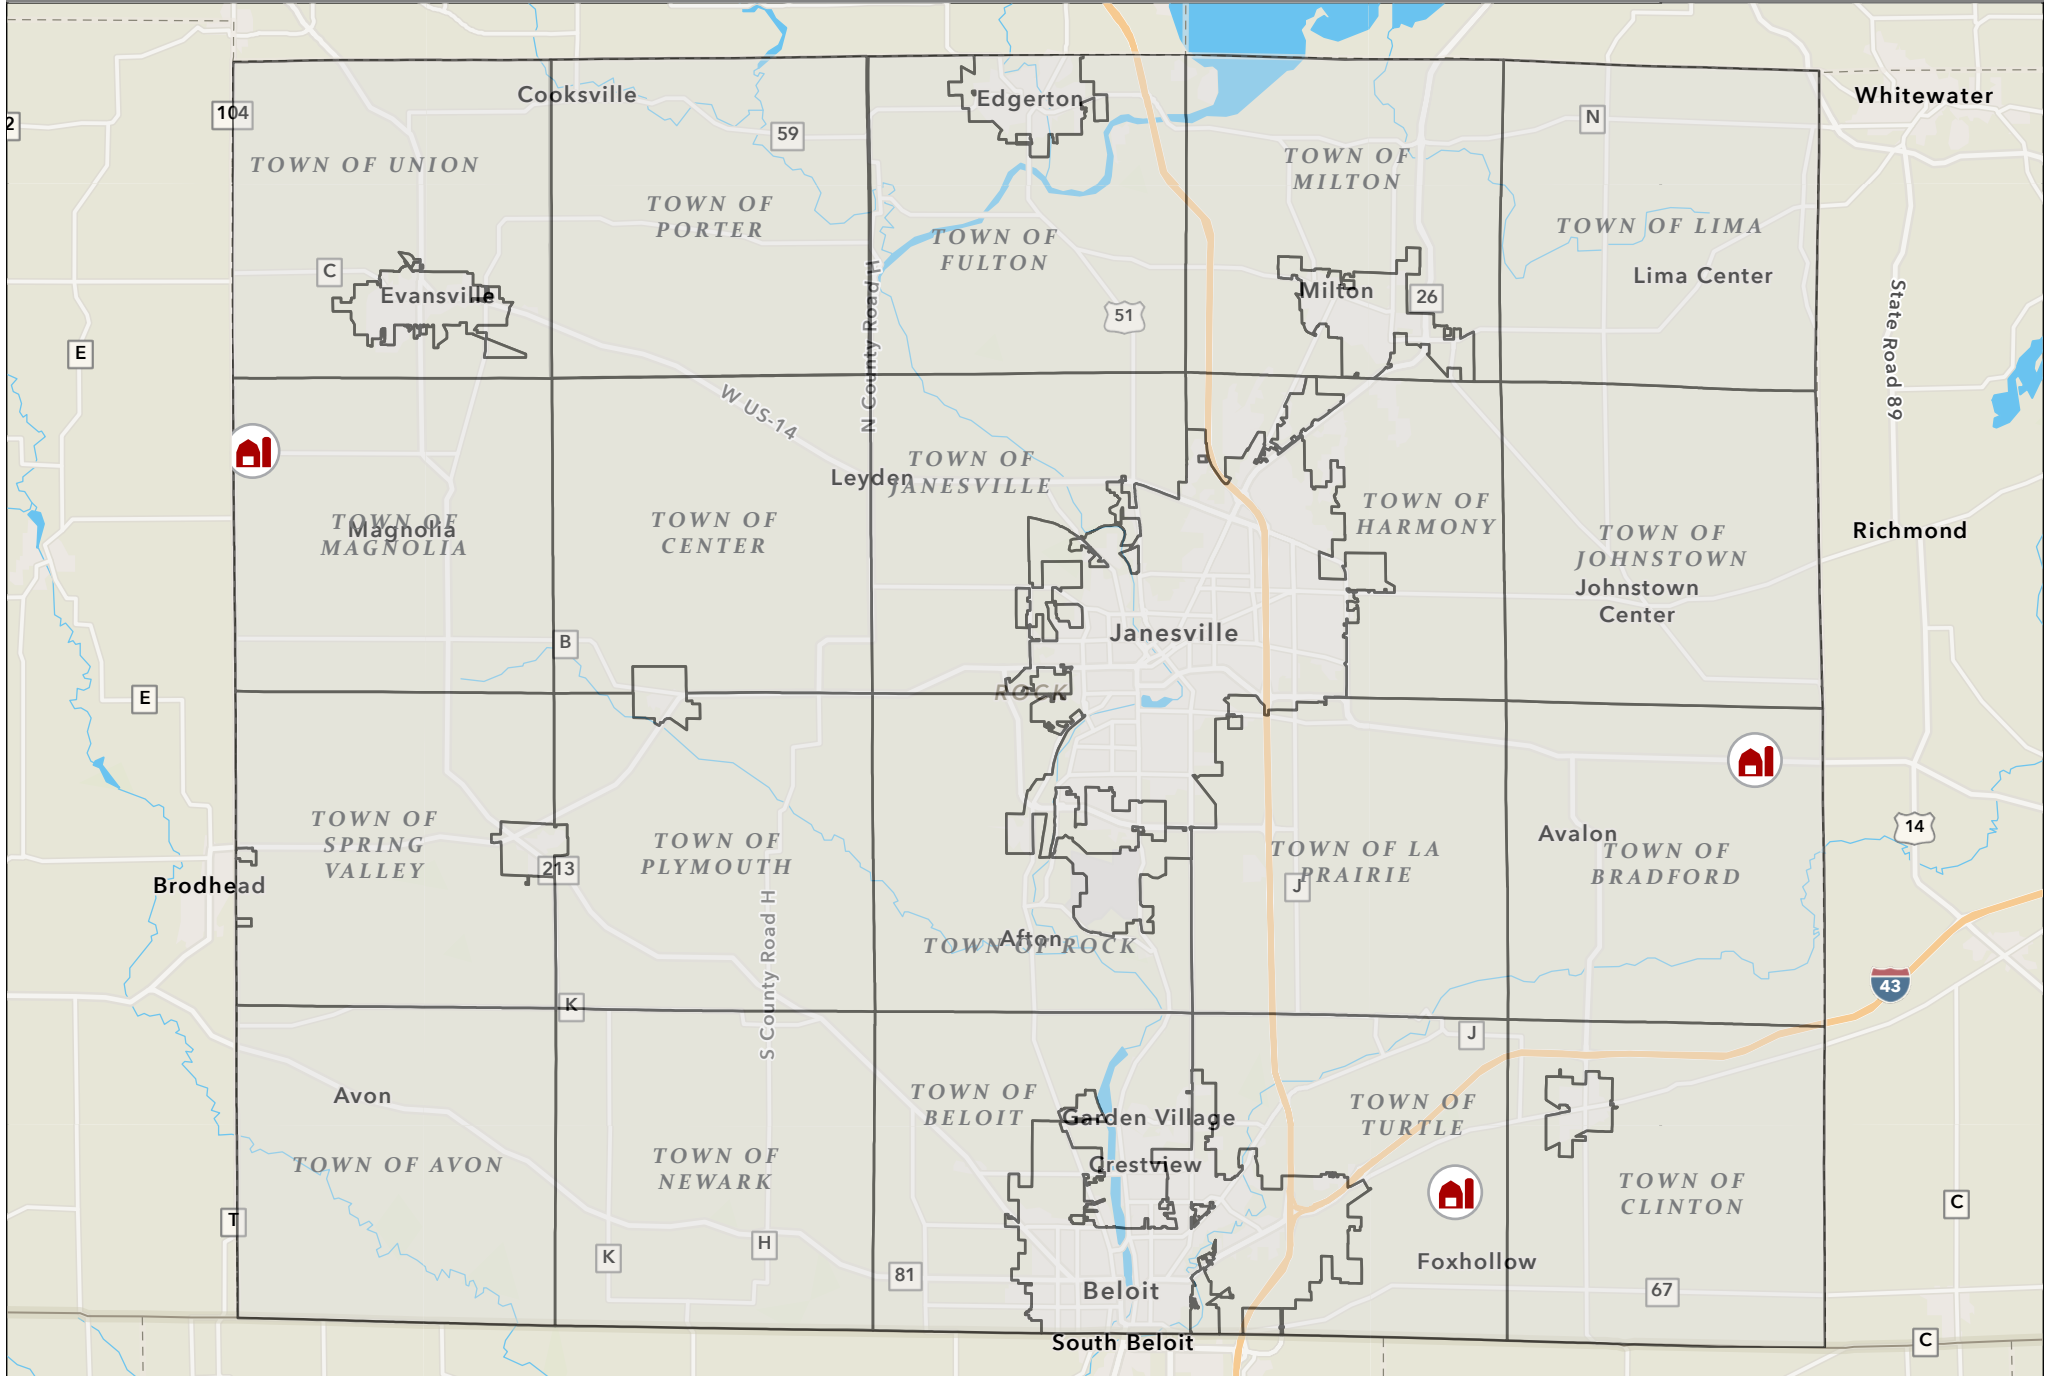 Whitewater
Cooksville
Edgerton
104
2
59
N
TOWN OF UNION
TOWN OF
MILTON
TOWN OF
PORTER
TOWN OF LIMA
TOWN OF
FULTON
C
Evansville
Lima Center
Milton
26
51
N County Road H
State Road 89
E
W US-14
Leyden
TOWN OF
JANESVILLE
TOWN OF
MAGNOLIA
Magnolia
TOWN OF
CENTER
TOWN OF
HARMONY
TOWN OF
JOHNSTOWN
Johnstown
Center
Richmond
Janesville
B
E
ROCK
TOWN OF
SPRING
VALLEY
TOWN OF
PLYMOUTH
213
TOWN OF LA
PRAIRIE
J
Avalon
TOWN OF
BRADFORD
14
Brodhead
Afton
TOWN OF ROCK
S County Road H
K
43
J
Avon
TOWN OF
BELOIT
Garden Village
TOWN OF
TURTLE
TOWN OF AVON
TOWN OF
NEWARK
Crestview
TOWN OF
CLINTON
T
C
K
H
81
Foxhollow
67
Beloit
South Beloit
C